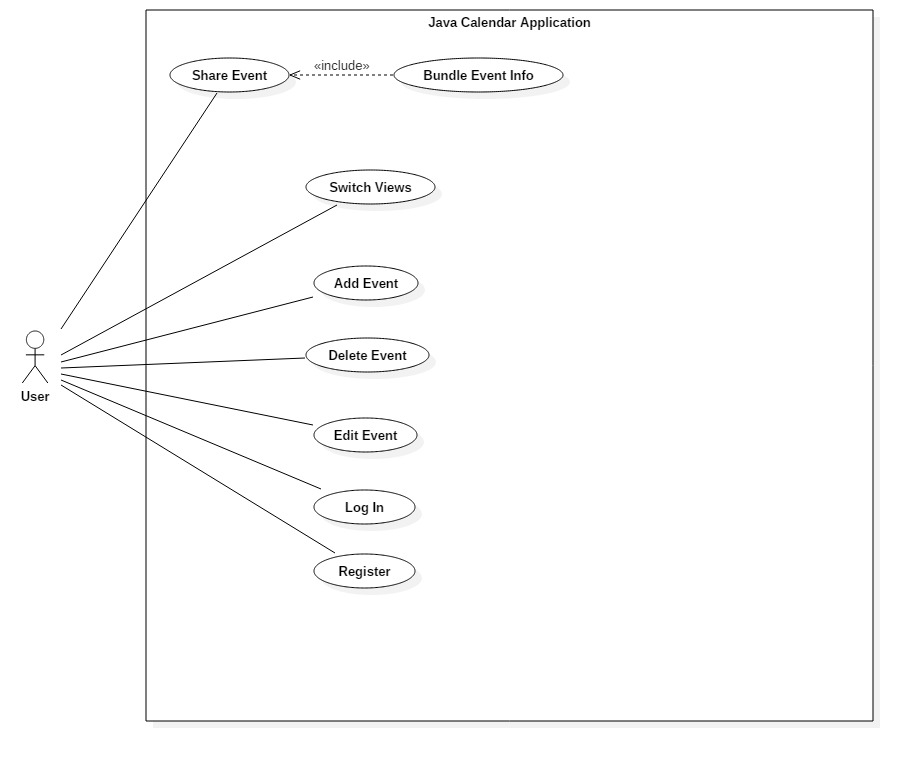 Java Calendar Application
Share Event
«include»
Bundle Event Info
Switch Views
Add Event
Delete Event
User
Edit Event
Log In
Register